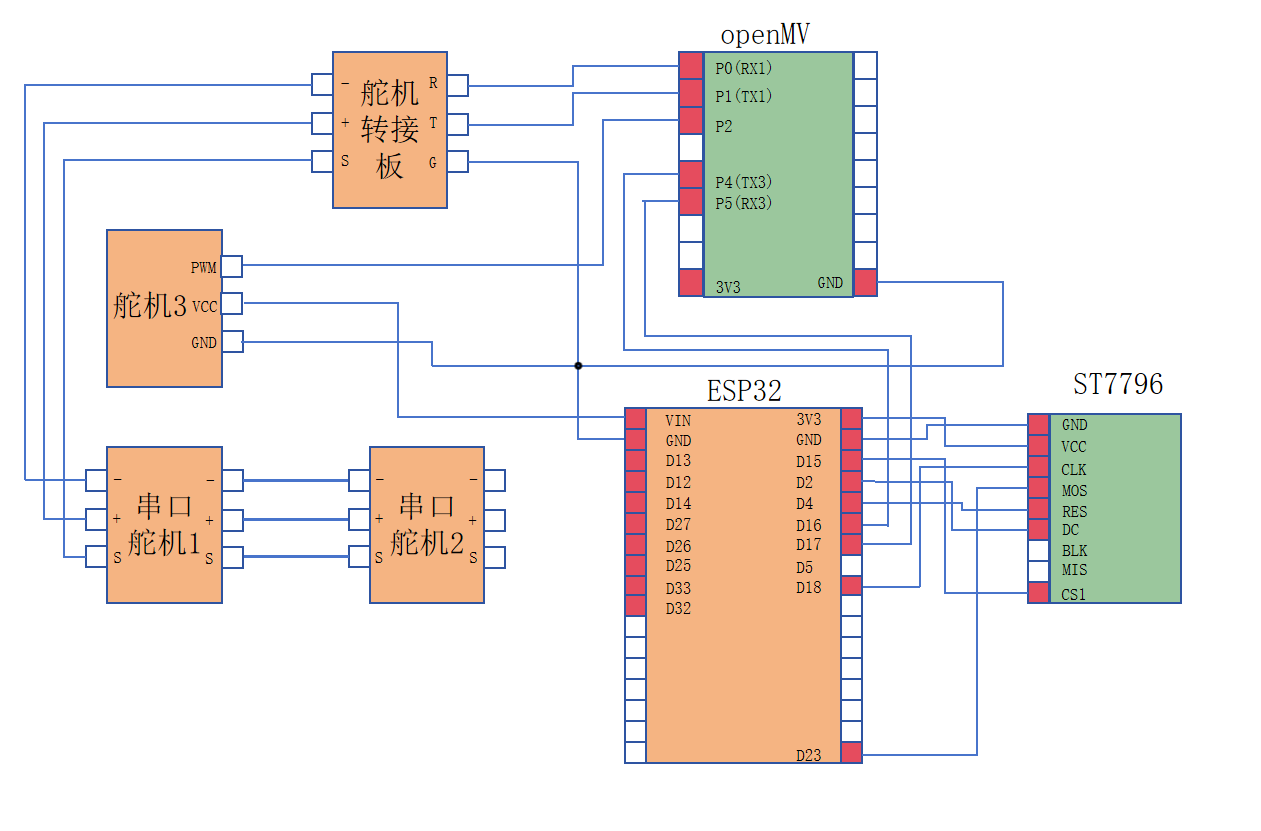 openMV
舵机
转接
板
-
+
S
R
T
G
P0(RX1)
P1(TX1)
P2
P4(TX3)
P5(RX3)
3V3
GND
舵机3
PWM
VCC
GND
ESP32
VIN
GND
D13
D12
D14
D27
D26
D25
D33
D32
3V3
GND
D15
D2
D4
D16
D17
D5
D18
D23
ST7796
GND
VCC
CLK
MOS
RES
DC
BLK
MIS
CS1
串口
舵机1
-
+
S
-
+
S
串口
舵机2
-
+
S
-
+
S